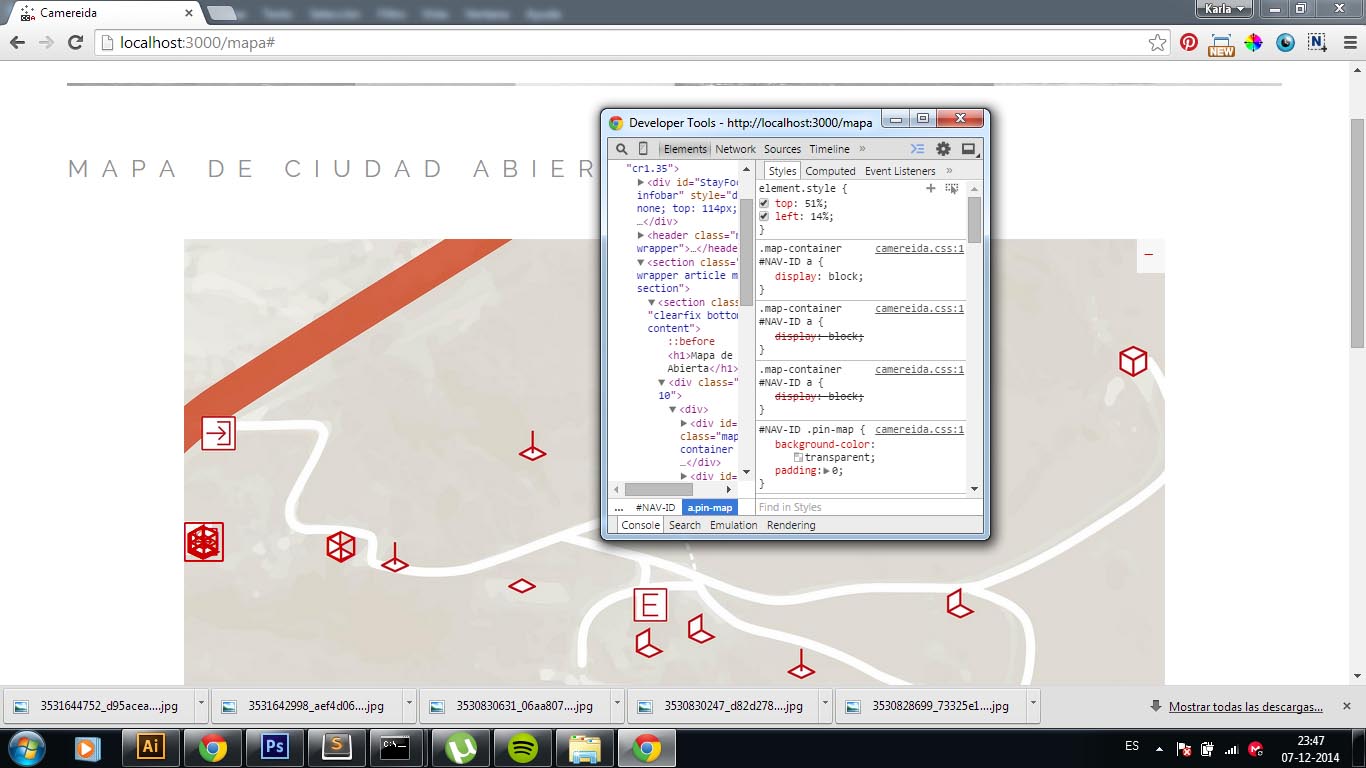 Camereida
Karla
localhost:3000/mapa#
NEW
N
MAPA DE CIUDAD ABIER
E
Developer Tools - http://localhost:3000/mapa
Elements Network Sources Timeline »
"cr1.35">
<div id="StayFoc
infobar" style="d
none; top: 114px;
…</div>
<header class="r
wrapper">…</heade
<section class="
wrapper article m
section">
<section class
"clearfix botton
content">
::before
<h1>Mapa de
Abierta</h1>
<div class="
10">
<div>
<div id=
class="map
container
…</div>
<div id=
... #NAV-ID a.pin-map
Styles Computed Event Listeners »
element.style {
top: 51%;
left: 14%;
}
.map-container camereida.css:1
#NAV-ID a {
display: block;
}
.map-container camereida.css:1
#NAV-ID a {
display: block;
}
.map-container camereida.css:1
#NAV-ID a {
display: block;
}
#NAV-ID .pin-map { camereida.css:1
background-color:
transparent;
padding: 0;
}
Find in Styles
Console Search Emulation Rendering
3531644752_d95acea....jpg
3531642998_aef4d06....jpg
3530830631_06aa807....jpg
3530830247_d82d278....jpg
3530828699_73325e1....jpg
Mostrar todas las descargas...
Ai
Ps
S
C:\
µ
ES
23:47
07-12-2014